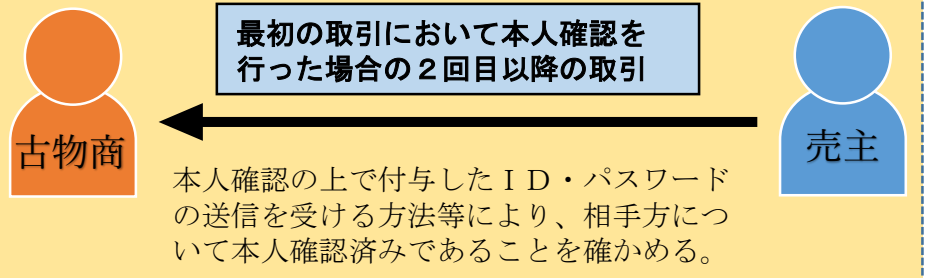 最初の取引において本人確認を
行った場合の２回目以降の取引
古物商
売主
本人確認の上で付与したＩＤ・パスワード
の送信を受ける方法等により、相手方につ
いて本人確認済みであることを確かめる。